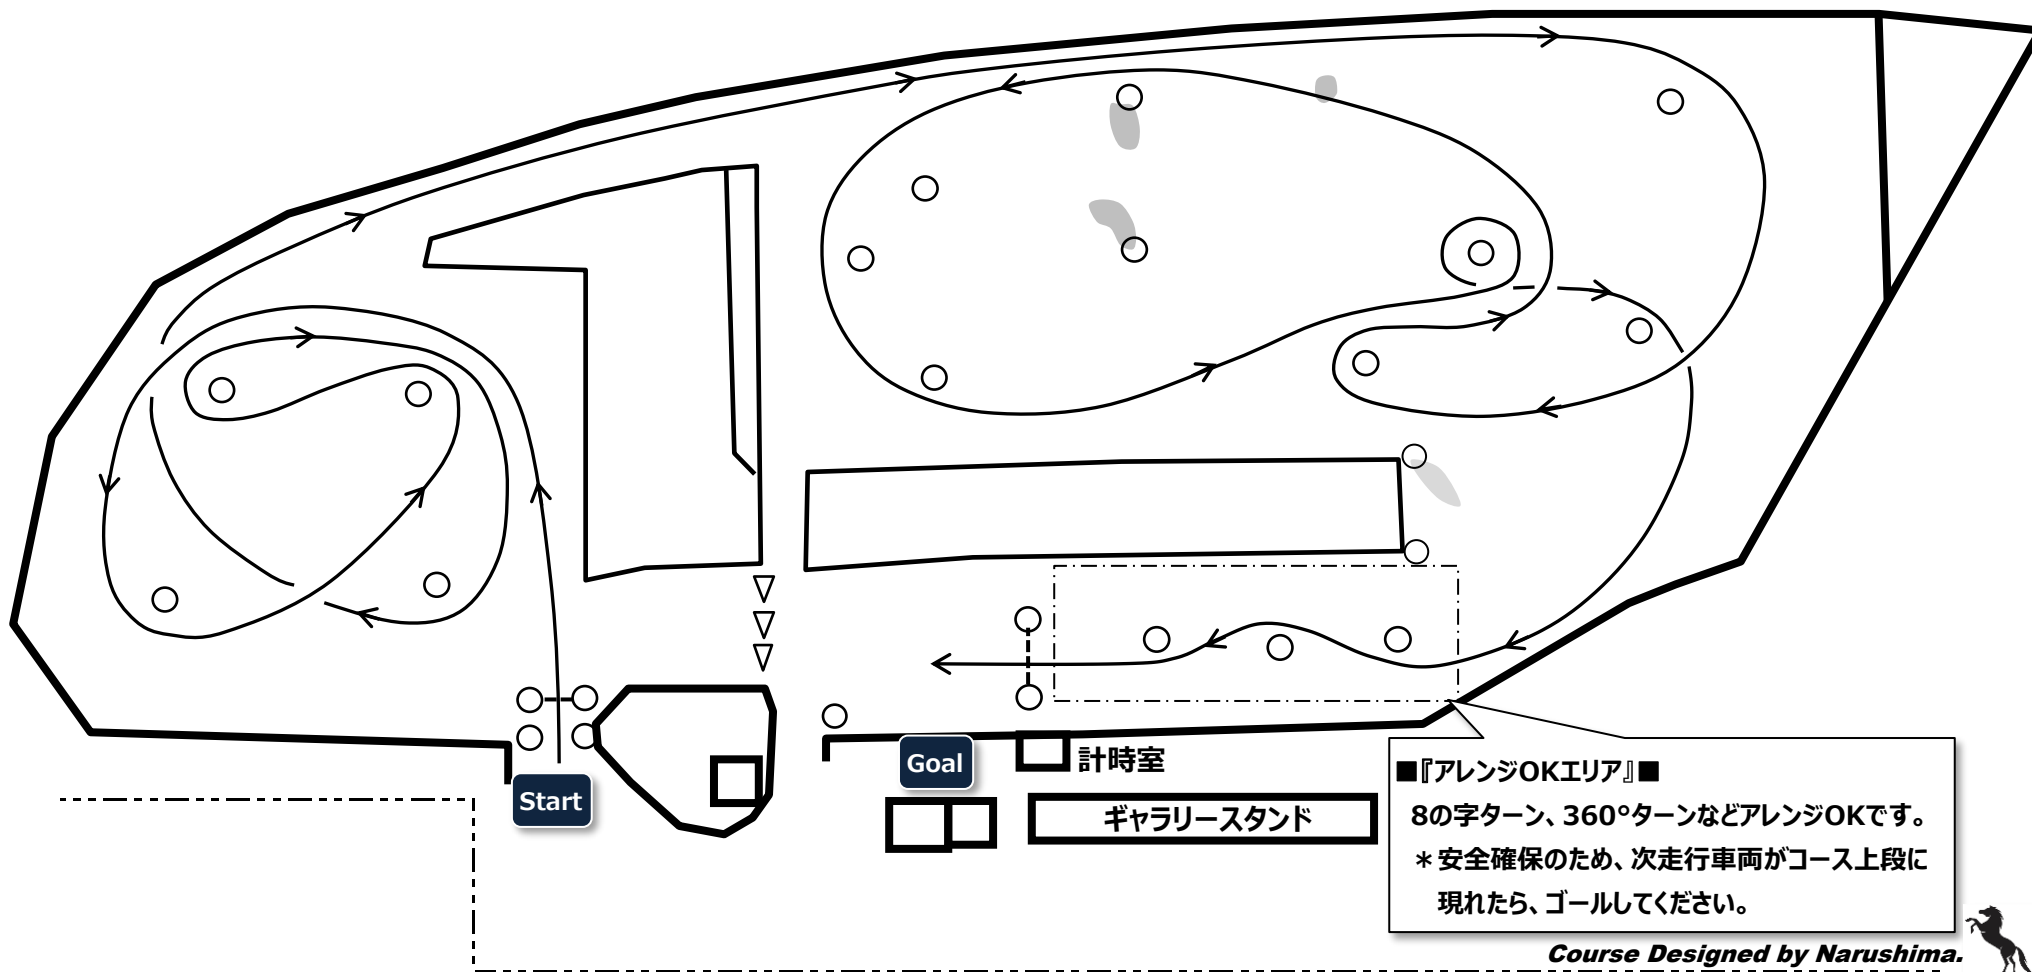 計時室
Goal
Start
ギャラリースタンド
■『アレンジOKエリア』■
8の字ターン、360°ターンなどアレンジOKです。
＊安全確保のため、次走行車両がコース上段に
現れたら、ゴールしてください。
Course Designed by Narushima.